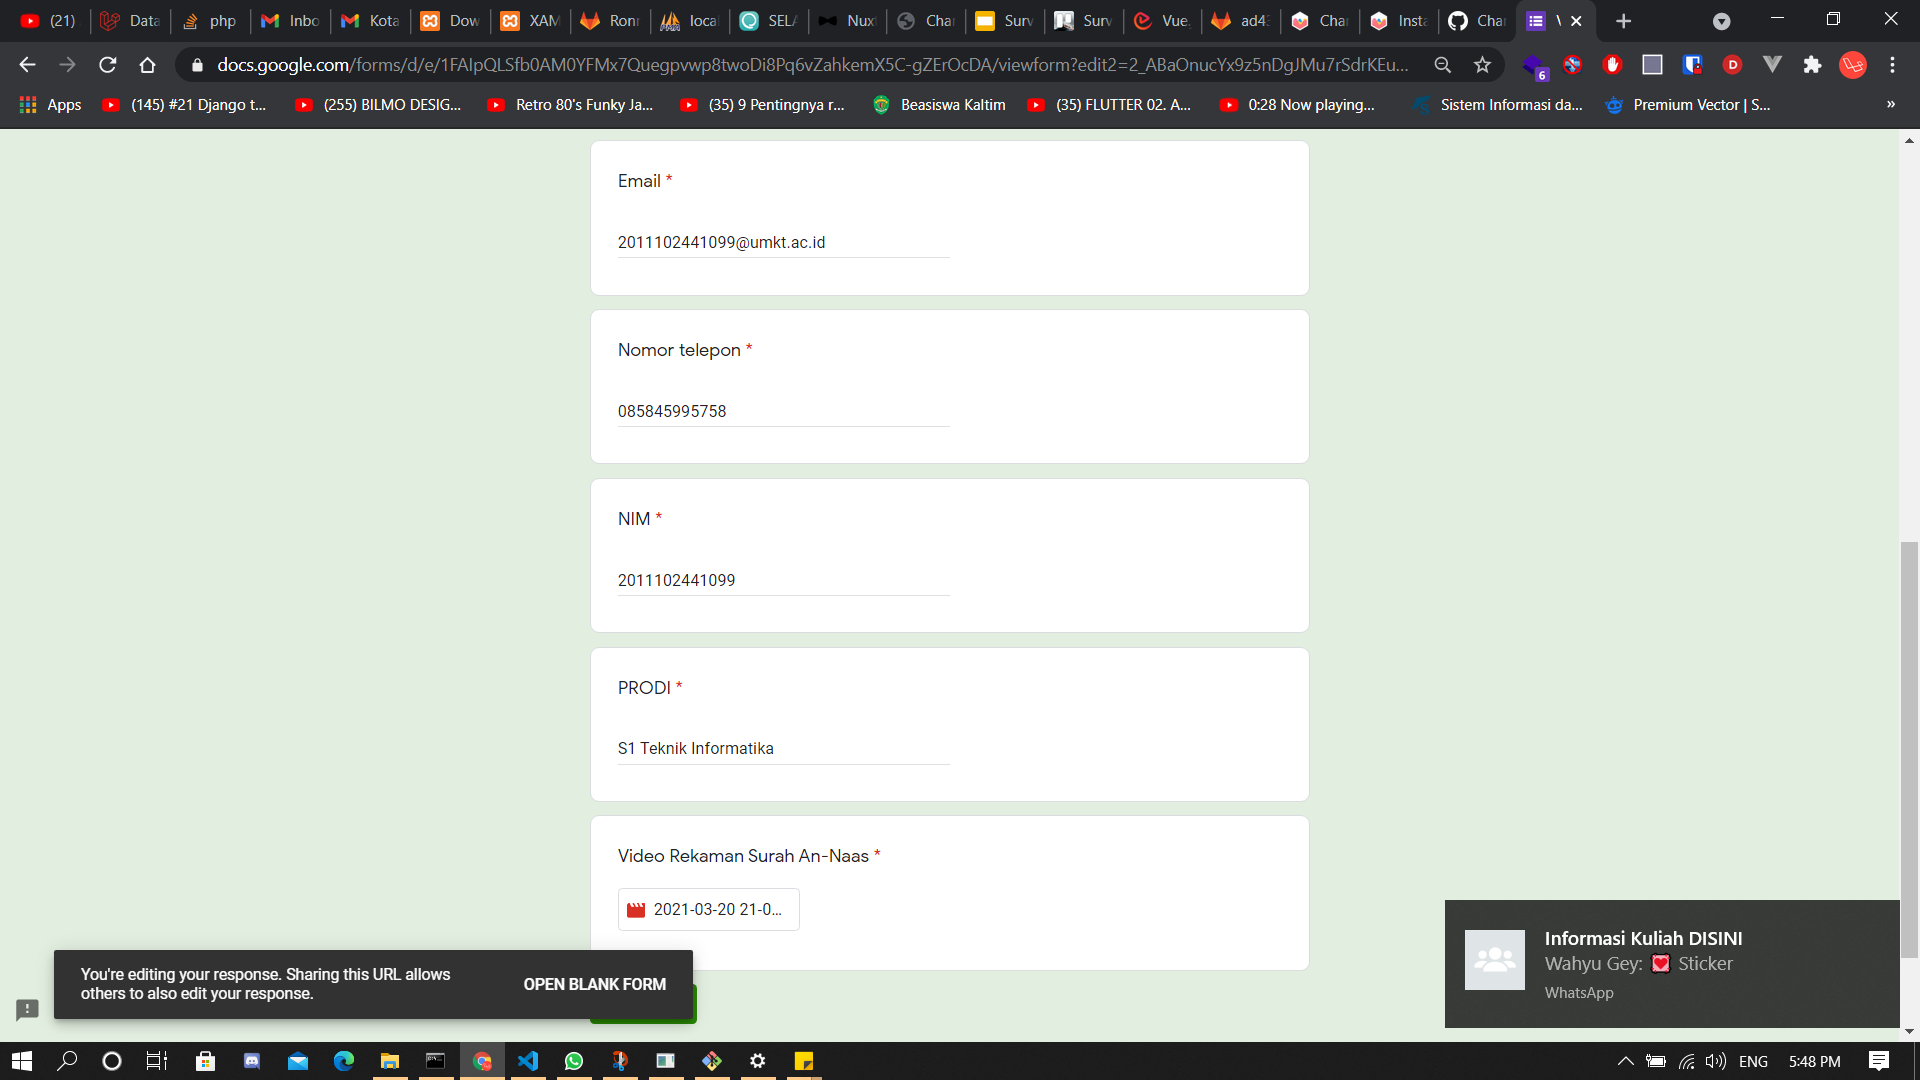 (21)
Data
php
Inbo
Kota
Dow
XAM
Ronn
loca
SELA
Nuxt
Char
Surv
Surv
Vue.
ad43
Char
Insta
Char
docs.google.com/forms/d/e/1FAIpQLSfb0AM0YFMx7Quegpvwp8twoDi8Pq6vZahkemX5C-gZErOcDA/viewform?edit2=2_ABaOnucYx9z5nDgJMu7rSdrKEu...
6
Apps
(145) #21 Django t...
(255) BILMO DESIG...
Retro 80's Funky Ja...
(35) 9 Pentingnya r...
Beasiswa Kaltim
(35) FLUTTER 02. A...
0:28 Now playing...
Sistem Informasi da...
Premium Vector | S...
»
Email *
2011102441099@umkt.ac.id
Nomor telepon *
085845995758
NIM *
2011102441099
PRODI *
S1 Teknik Informatika
Video Rekaman Surah An-Naas *
2021-03-20 21-0...
You're editing your response. Sharing this URL allows
others to also edit your response.
OPEN BLANK FORM
Informasi Kuliah DISINI
Wahyu Gey: 💟 Sticker
WhatsApp
ENG
5:48 PM